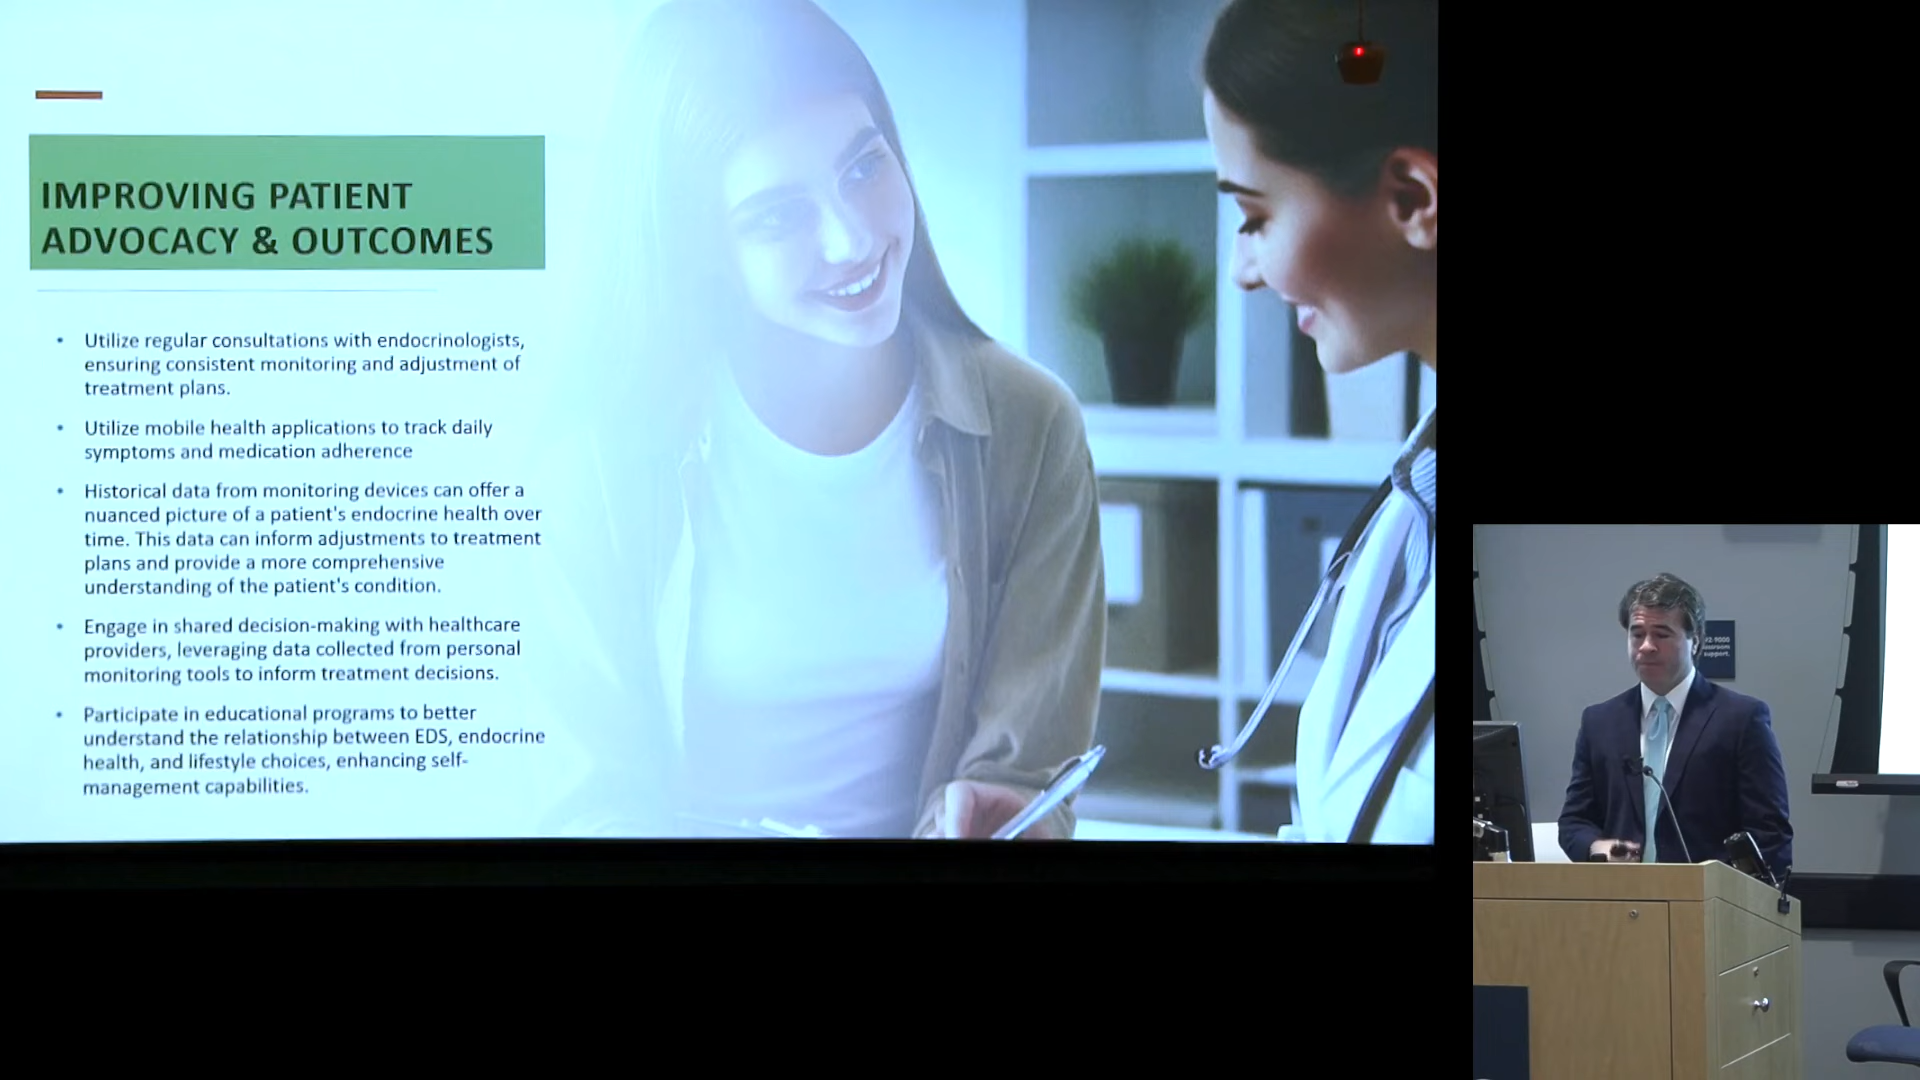 IMPROVING PATIENT
ADVOCACY & OUTCOMES
• Utilize regular consultations with endocrinologists,
ensuring consistent monitoring and adjustment of
treatment plans.
• Utilize mobile health applications to track daily
symptoms and medication adherence
• Historical data from monitoring devices can offer a
nuanced picture of a patient's endocrine health over
time. This data can inform adjustments to treatment
plans and provide a more comprehensive
understanding of the patient's condition.
• Engage in shared decision-making with healthcare
providers, leveraging data collected from personal
monitoring tools to inform treatment decisions.
• Participate in educational programs to better
understand the relationship between EDS, endocrine
health, and lifestyle choices, enhancing self-
management capabilities.
support.